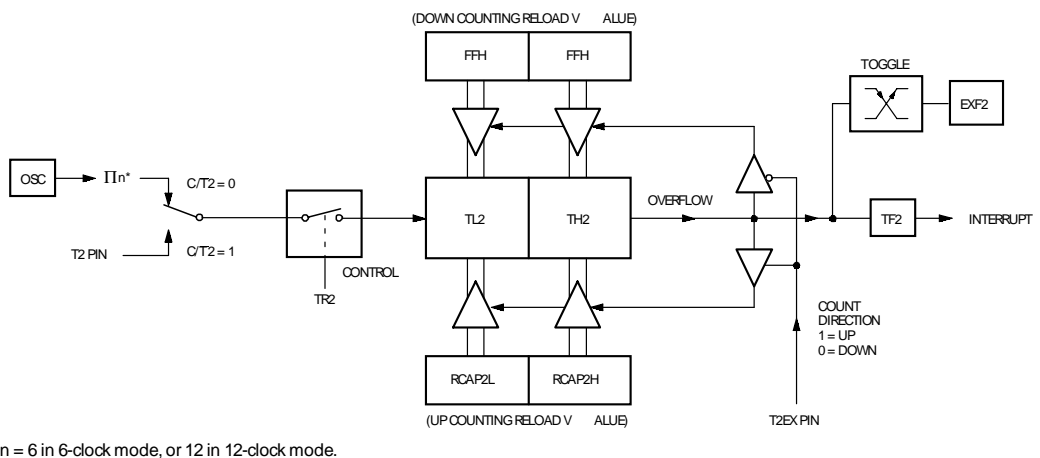 (DOWN COUNTING RELOAD V ALUE)
FFH
FFH
TOGGLE
EXF2
OSC
Πn*
C/T2 = 0
TL2
TH2
OVERFLOW
TF2
INTERRUPT
T2 PIN
C/T2 = 1
CONTROL
TR2
COUNT
DIRECTION
1 = UP
0 = DOWN
RCAP2L
RCAP2H
(UP COUNTING RELOAD V ALUE)
T2EX PIN
n = 6 in 6-clock mode, or 12 in 12-clock mode.